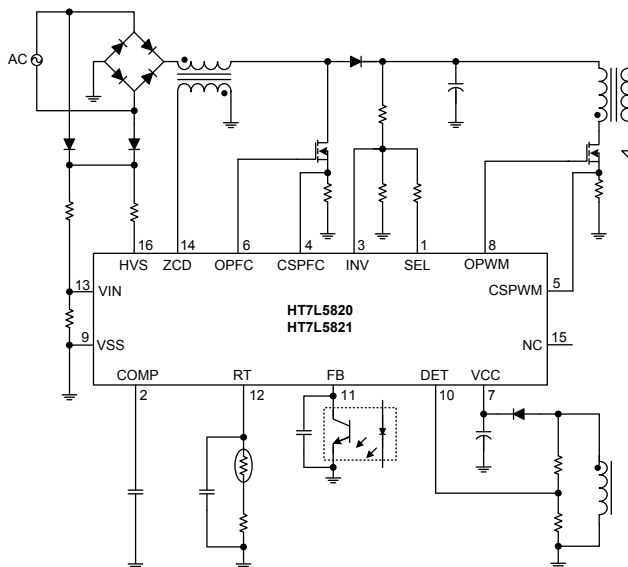 AC
16 14 6 4 3 1 8
HVS ZCD OPFC CSPFC INV SEL OPWM
5
CSPWM
13
VIN
HT7L5820
HT7L5821
9
VSS
15
NC
COMP RT FB DET VCC
2 12 11 10 7